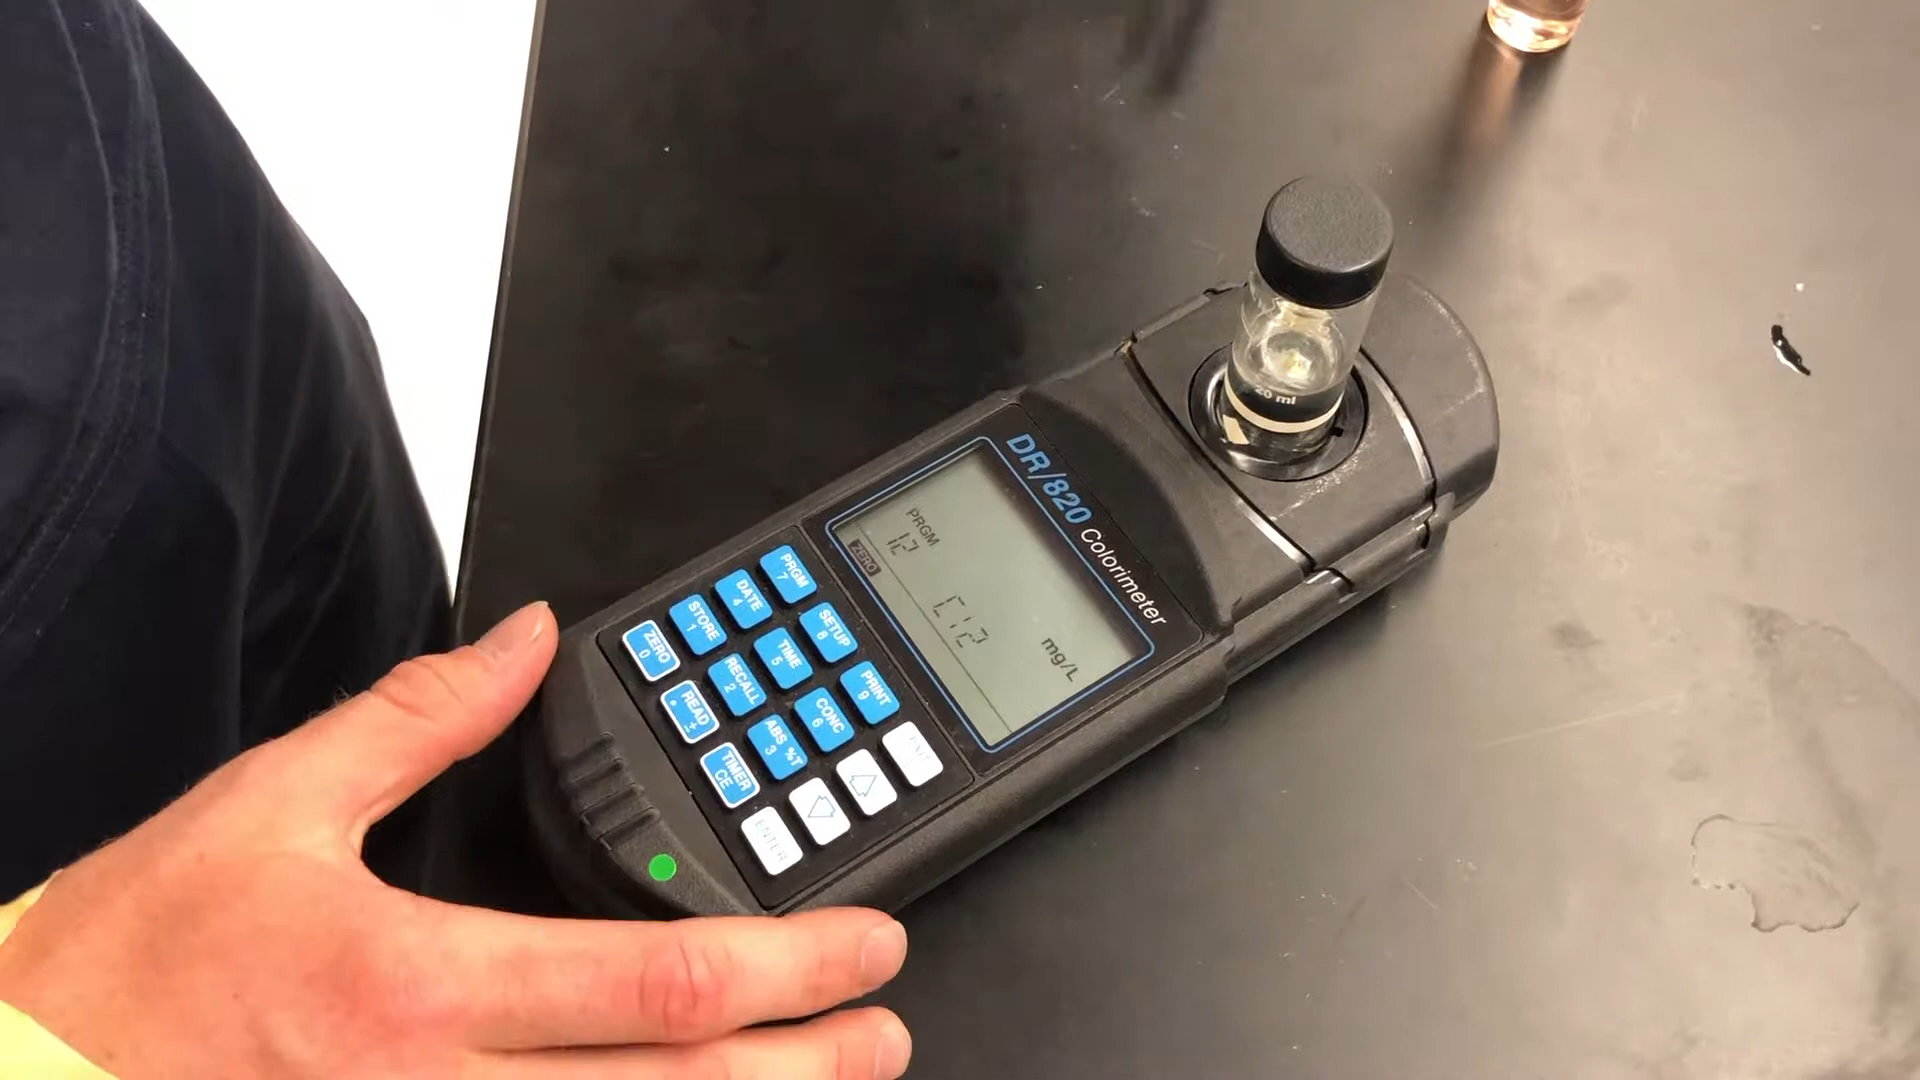 DR/820 Colorimeter
PRGM
12
ZERO
Cl2
mg/L
PRGM
7
SETUP
8
PRINT
9
DATE
4
TIME
5
CONC
6
STORE
1
RECALL
2
ABS %T
3
ZERO
0
READ
• ±
TIMER
CE
ENTER
20 ml